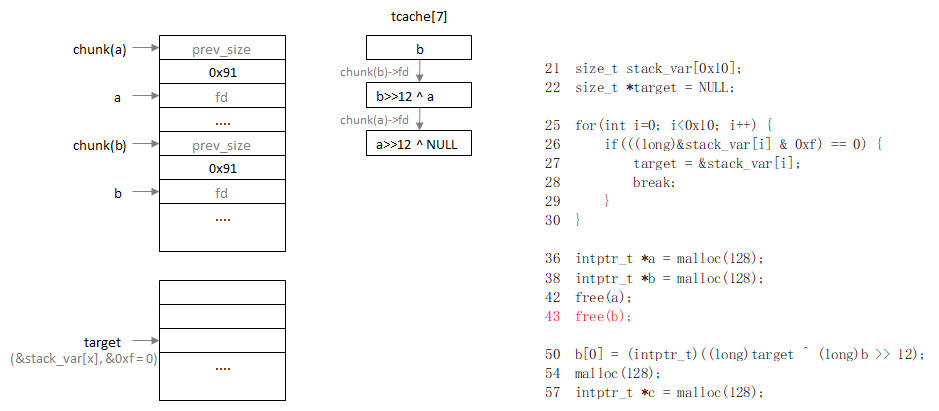 tcache[7]
chunk(a)
prev_size
0x91
a
fd
....
chunk(b)
prev_size
0x91
b
fd
....
target
(&stack_var[x], &0xf = 0)
....
b
chunk(b)->fd
b>>12 ^ a
chunk(a)->fd
a>>12 ^ NULL
21 size_t stack_var[0x10];
22 size_t *target = NULL;
25 for(int i=0; i<0x10; i++) {
26 if(((long)&stack_var[i] & 0xf) == 0) {
27 target = &stack_var[i];
28 break;
29 }
30 }
36 intptr_t *a = malloc(128);
38 intptr_t *b = malloc(128);
42 free(a);
43 free(b);
50 b[0] = (intptr_t)((long)target ^ (long)b >> 12);
54 malloc(128);
57 intptr_t *c = malloc(128);